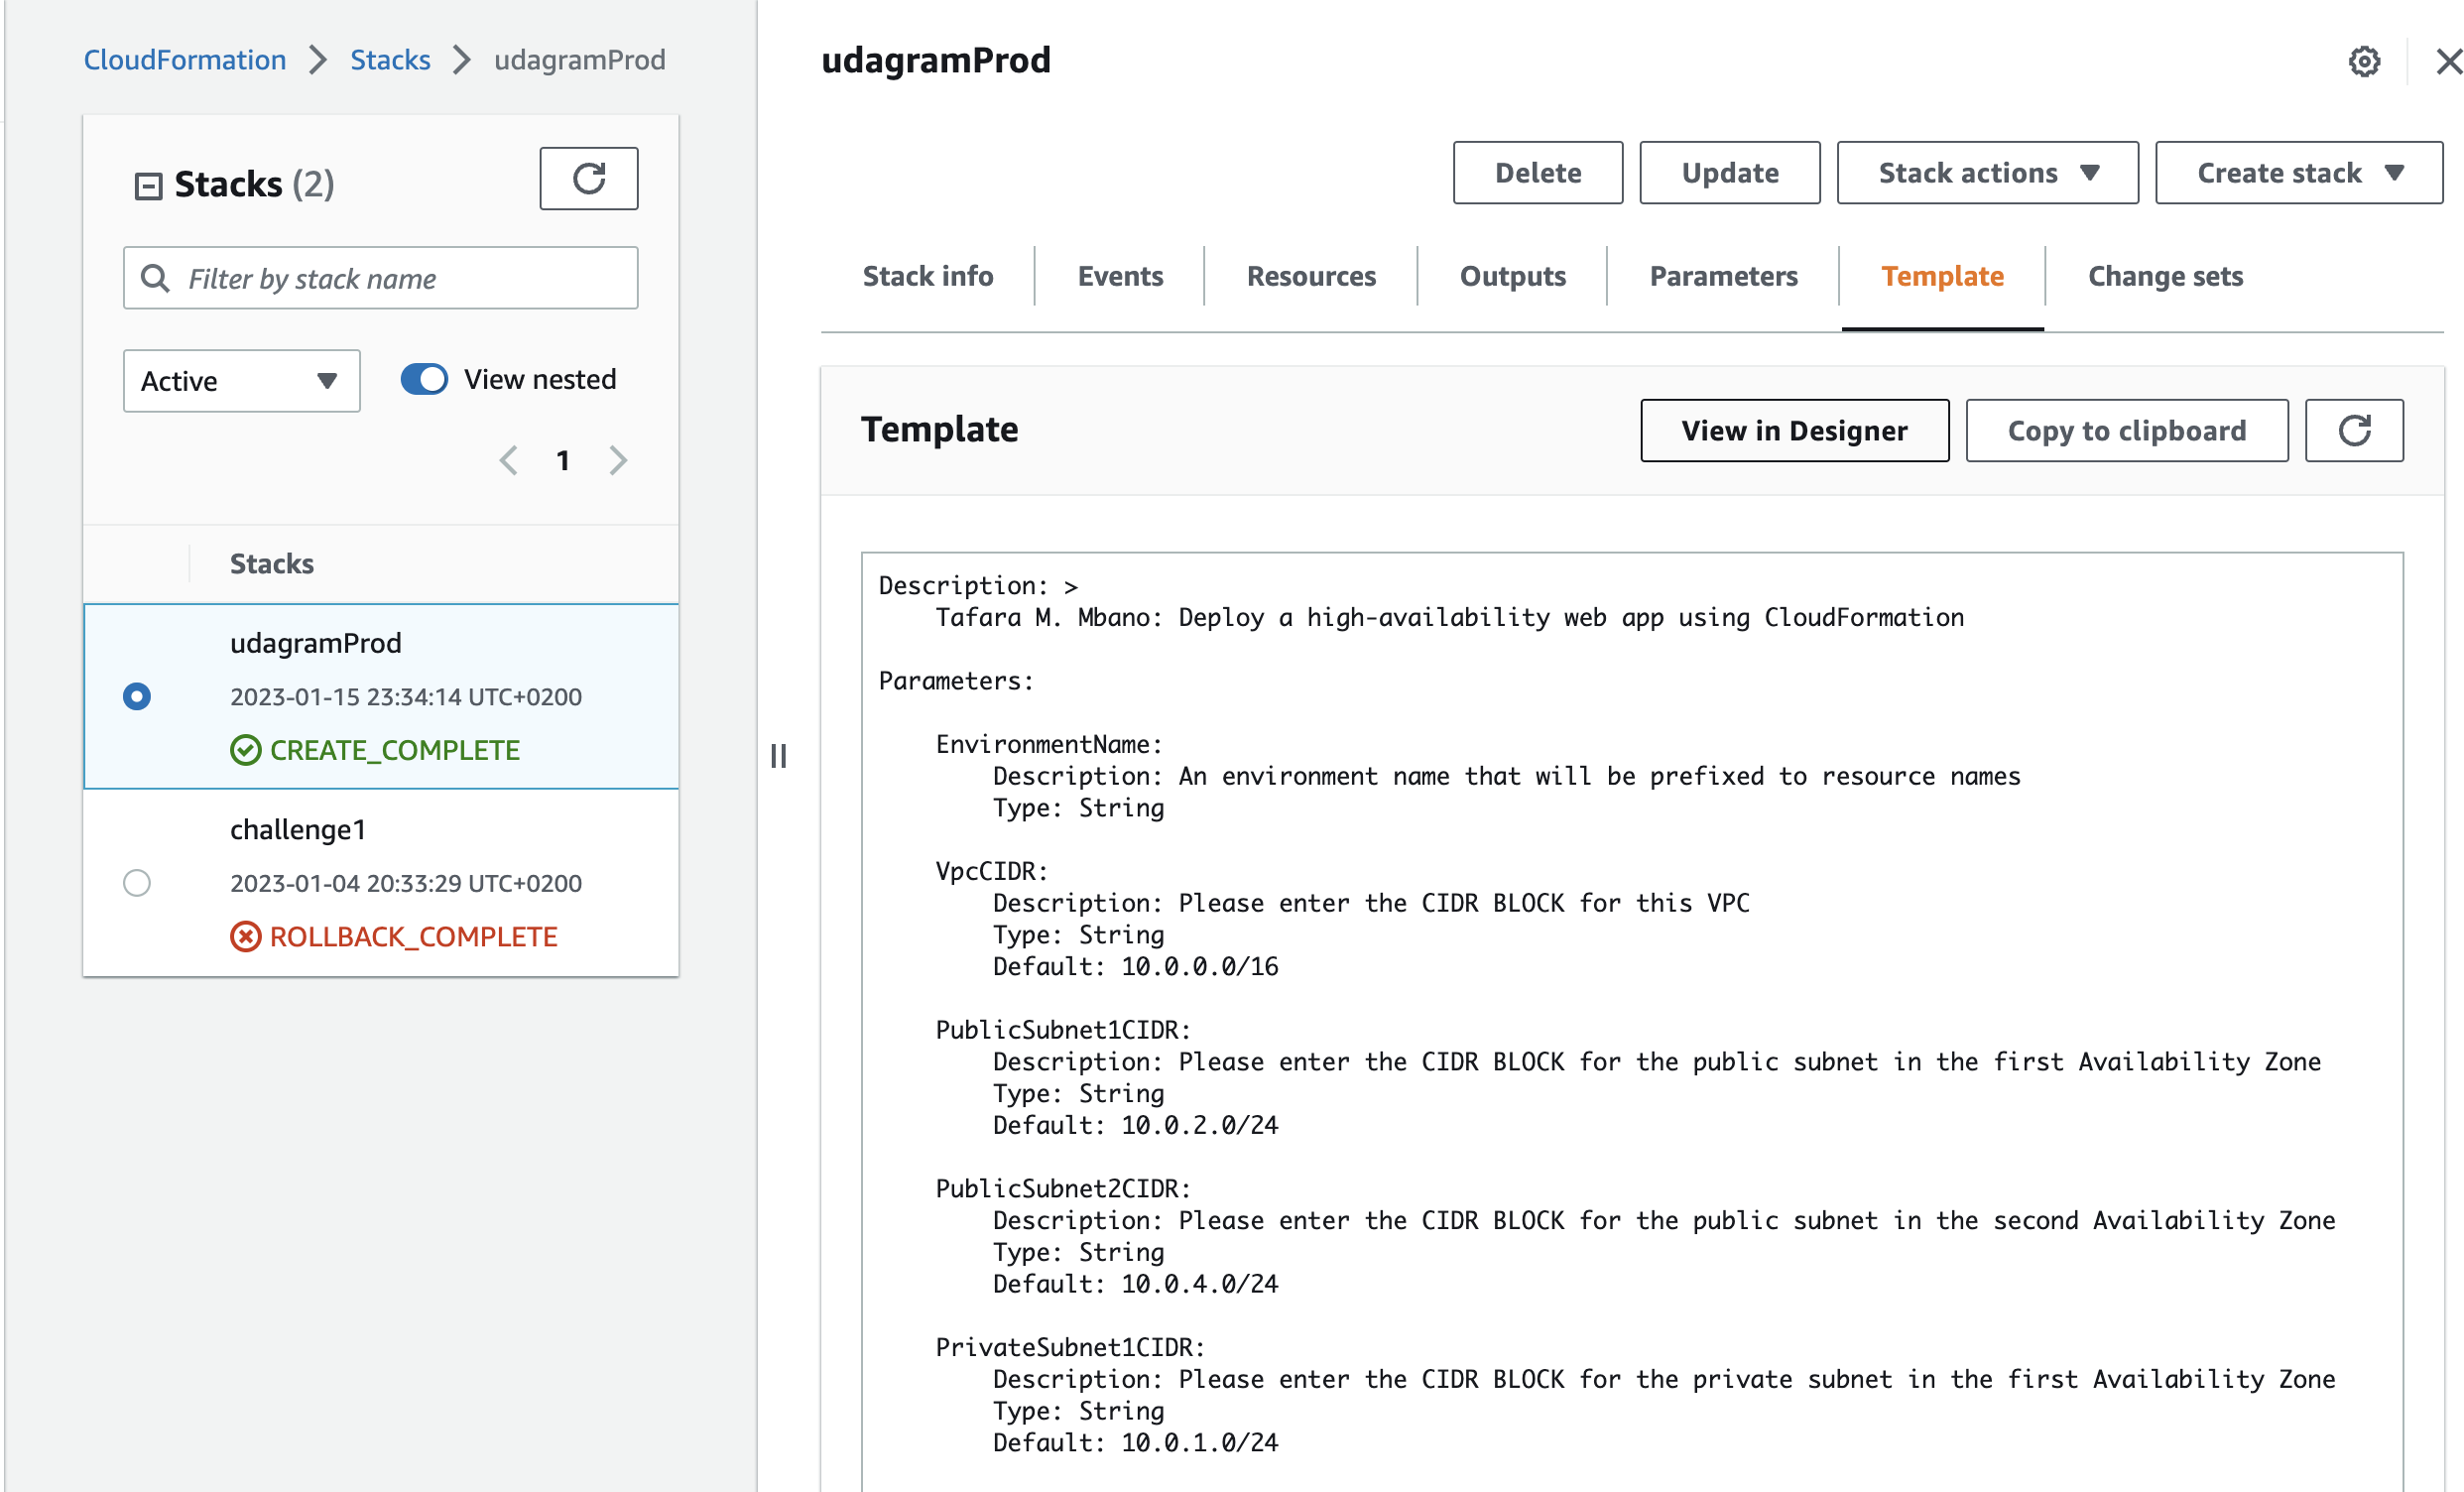 CloudFormation > Stacks > udagramProd
Stacks (2)
Filter by stack name
Active
View nested
1
Stacks
udagramProd
2023-01-15 23:34:14 UTC+0200
CREATE_COMPLETE
challenge1
2023-01-04 20:33:29 UTC+0200
ROLLBACK_COMPLETE
udagramProd
Delete
Update
Stack actions
Create stack
Stack info
Events
Resources
Outputs
Parameters
Template
Change sets
Template
View in Designer
Copy to clipboard
Description: >
    Tafara M. Mbano: Deploy a high-availability web app using CloudFormation
Parameters:
    EnvironmentName:
        Description: An environment name that will be prefixed to resource names
        Type: String
    VpcCIDR:
        Description: Please enter the CIDR BLOCK for this VPC
        Type: String
        Default: 10.0.0.0/16
    PublicSubnet1CIDR:
        Description: Please enter the CIDR BLOCK for the public subnet in the first Availability Zone
        Type: String
        Default: 10.0.2.0/24
    PublicSubnet2CIDR:
        Description: Please enter the CIDR BLOCK for the public subnet in the second Availability Zone
        Type: String
        Default: 10.0.4.0/24
    PrivateSubnet1CIDR:
        Description: Please enter the CIDR BLOCK for the private subnet in the first Availability Zone
        Type: String
        Default: 10.0.1.0/24